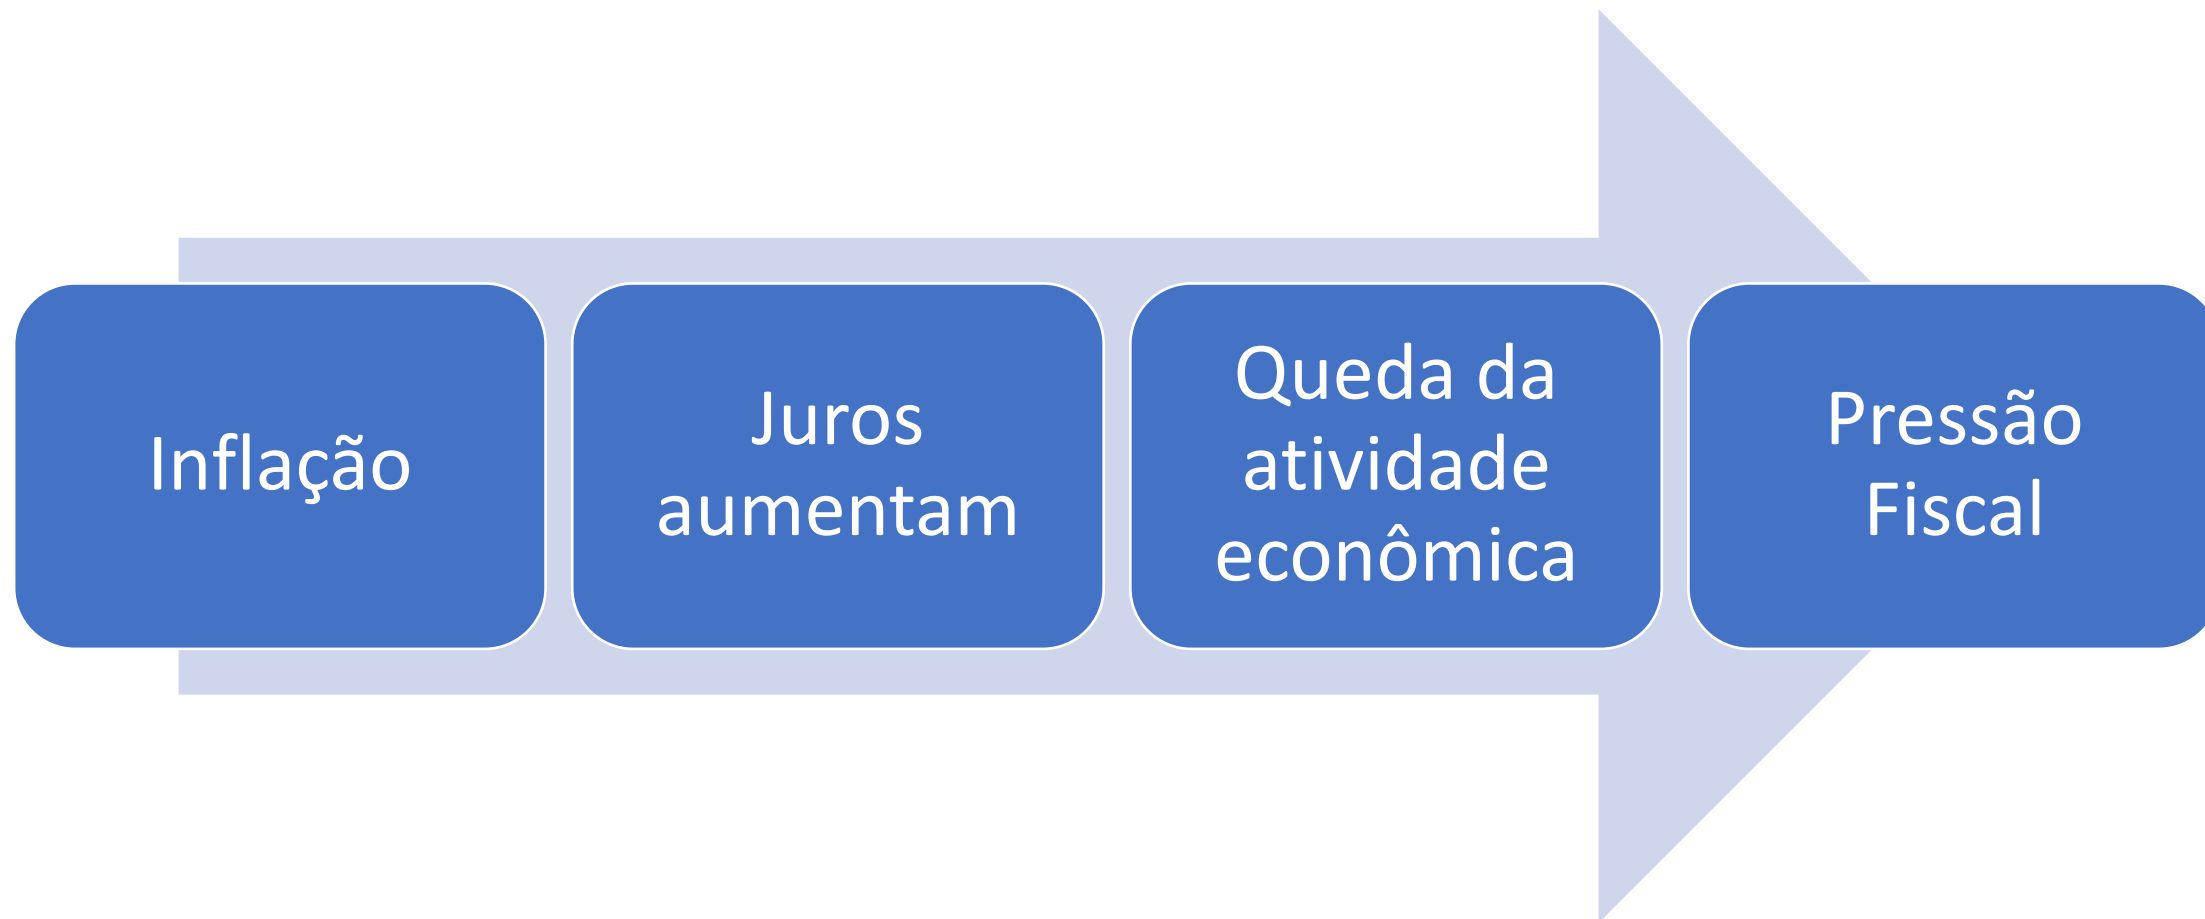 Inflação
Juros
aumentam
Queda da
atividade
econômica
Pressão
Fiscal